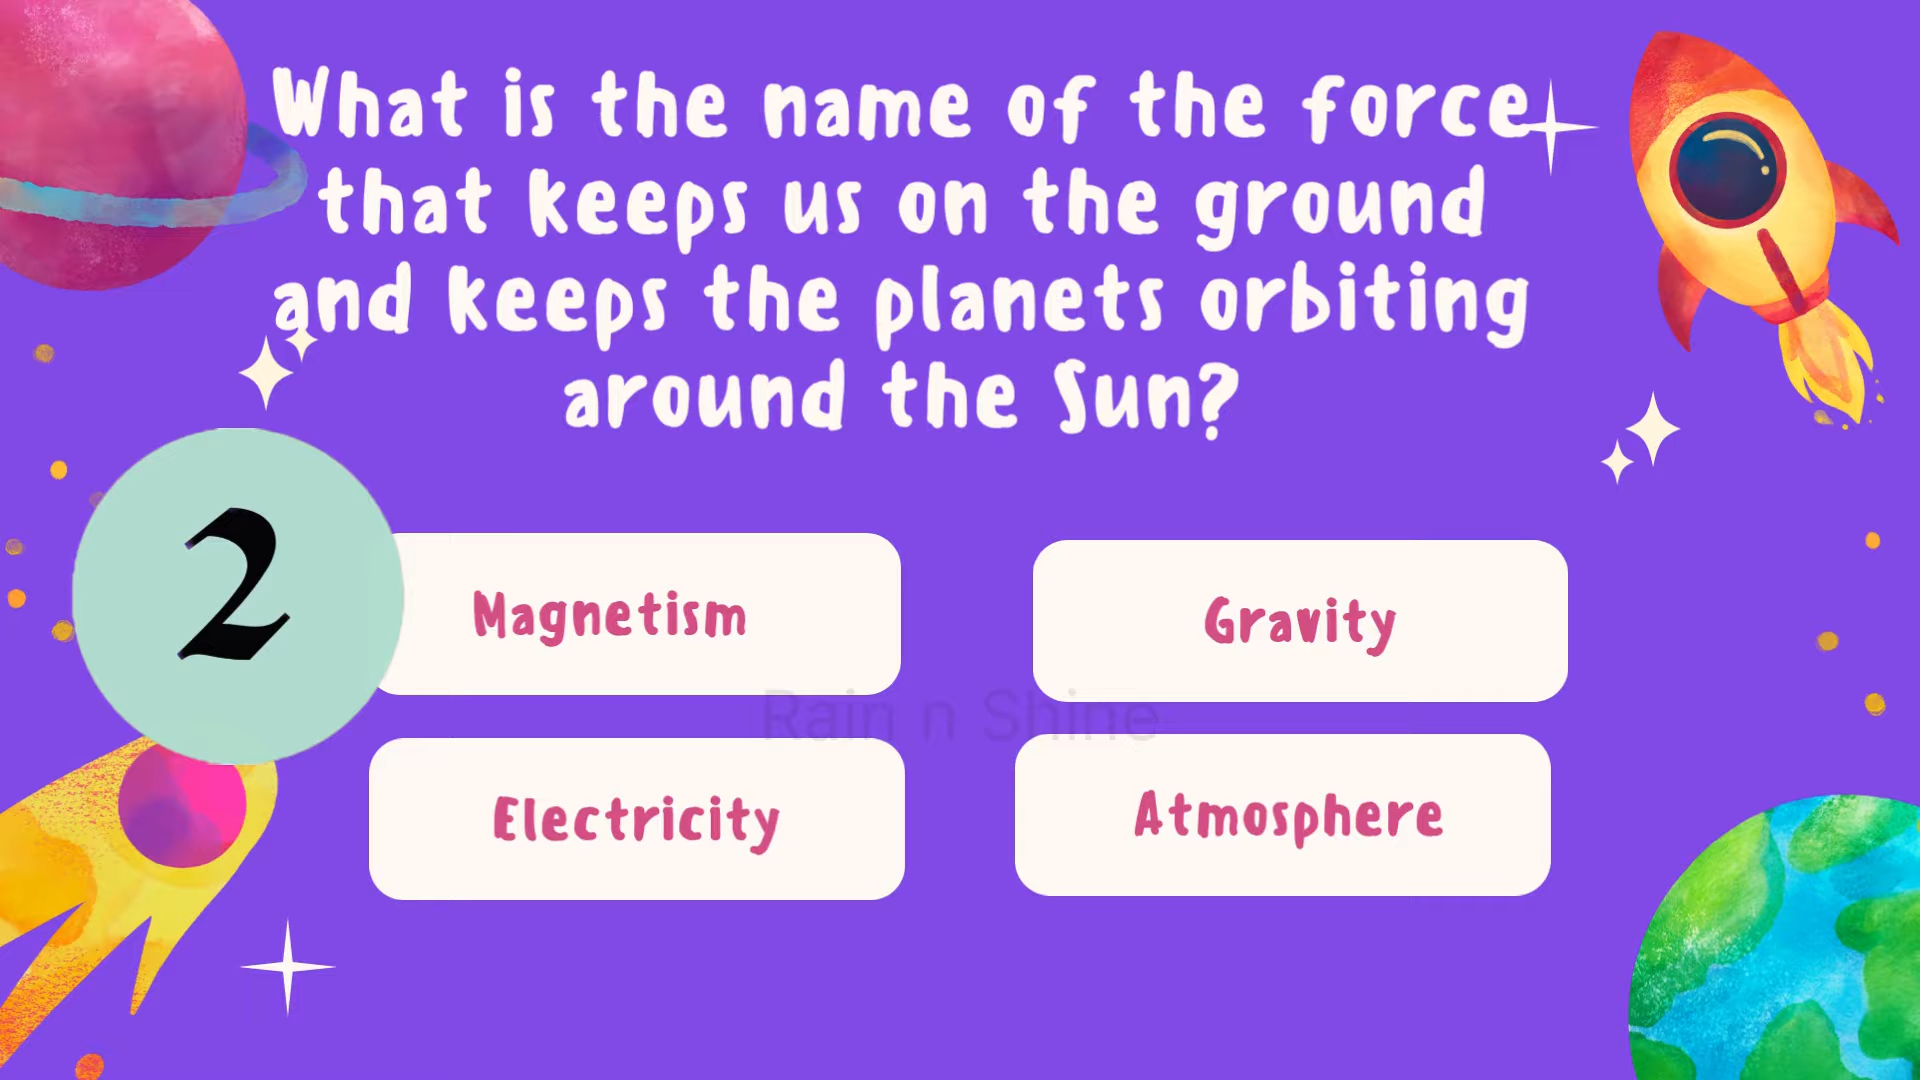 What is the name of the force
that keeps us on the ground
and keeps the planets orbiting
around the Sun?
2
Magnetism
Gravity
Rain n Shine
Electricity
Atmosphere